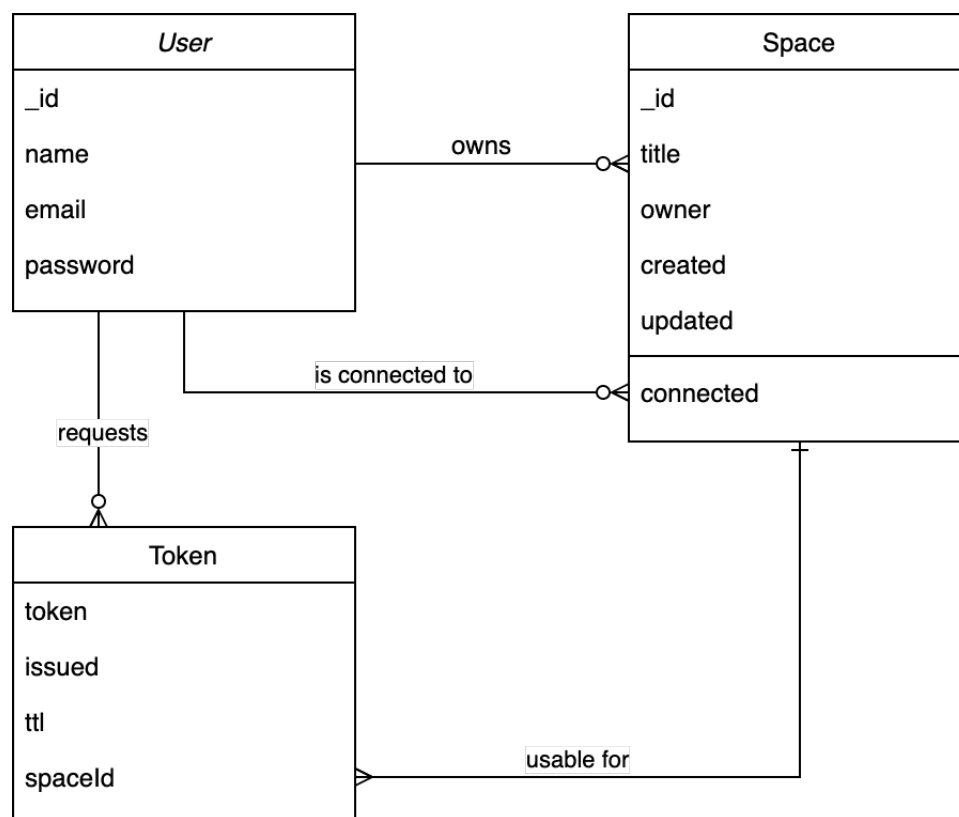 User
_id
name
email
password
owns
Space
_id
title
owner
created
updated
connected
is connected to
requests
Token
token
issued
ttl
spaceId
usable for